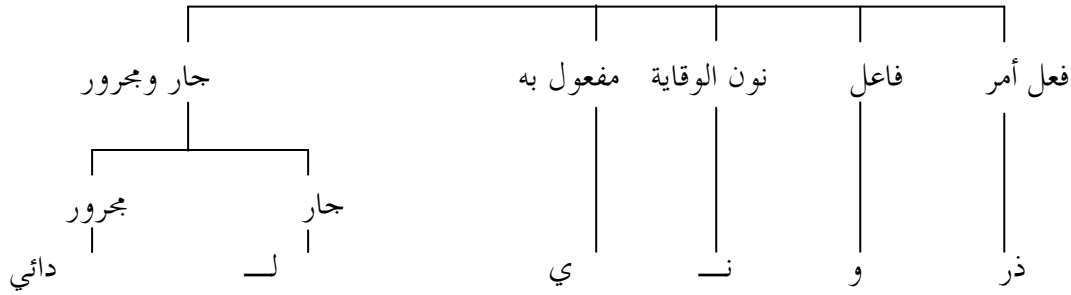 فعل أمر فاعل نون الوقاية مفعول به جار ومجرور
جار مجرور
ذر و نـــ ي لـــ دائي